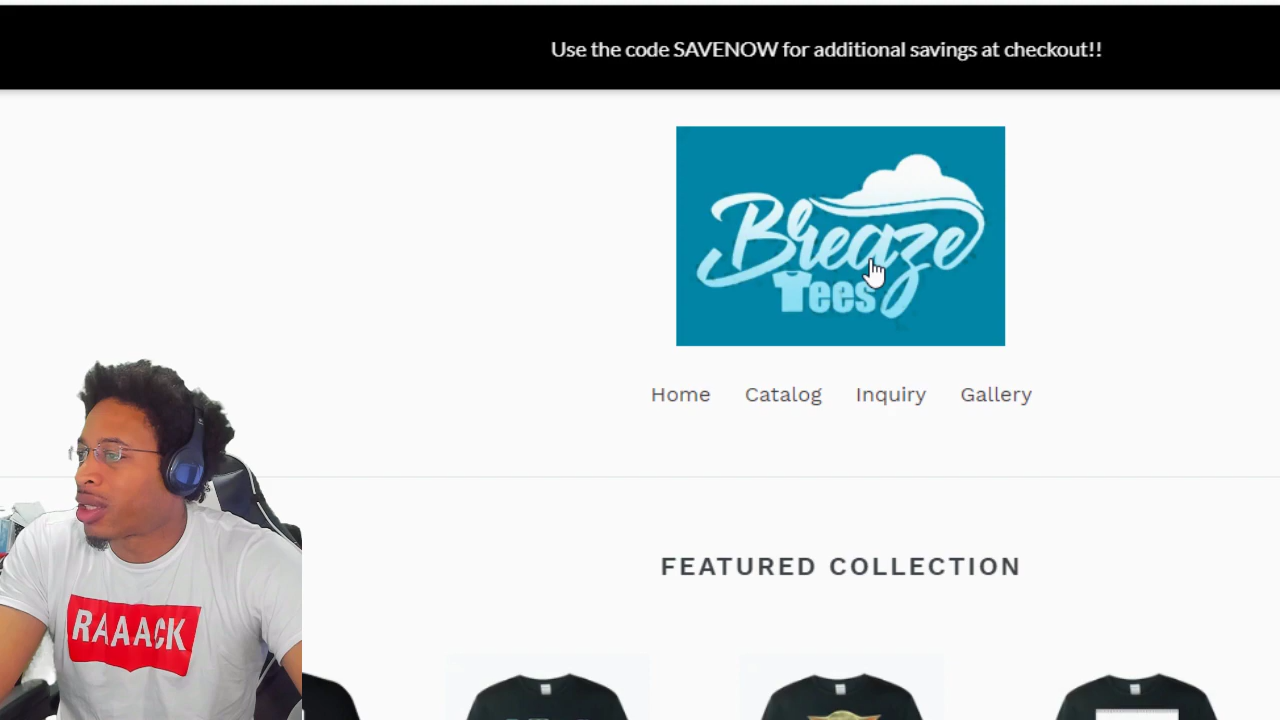 Use the code SAVENOW for additional savings at checkout!!
Breaze
Tees
Home Catalog Inquiry Gallery
FEATURED COLLECTION
RAAACK